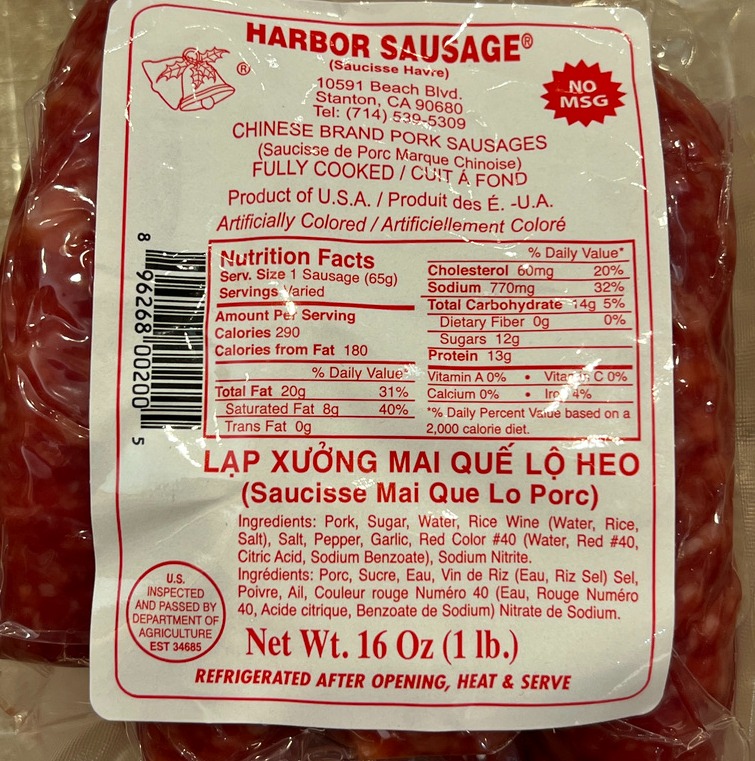 HARBOR SAUSAGE®
(Saucisse Havre)
®
10591 Beach Blvd.
Stanton, CA 90680
Tel: (714) 539-5309
NO
MSG
CHINESE BRAND PORK SAUSAGES
(Saucisse de Porc Marque Chinoise)
FULLY COOKED / CUIT Á FOND
Product of U.S.A. / Produit des É. -U.A.
Artificially Colored / Artificiellement Coloré
8 96268 00200 5
Nutrition Facts
Serv. Size 1 Sausage (65g)
Servings Varied
Amount Per Serving
Calories 290
Calories from Fat 180
% Daily Value*
Total Fat 20g 31%
Saturated Fat 8g 40%
Trans Fat 0g
% Daily Value*
Cholesterol 60mg 20%
Sodium 770mg 32%
Total Carbohydrate 14g 5%
Dietary Fiber 0g 0%
Sugars 12g
Protein 13g
Vitamin A 0% • Vitamin C 0%
Calcium 0% • Iron 4%
*% Daily Percent Value based on a
2,000 calorie diet.
LẠP XƯỞNG MAI QUẾ LỘ HEO
(Saucisse Mai Que Lo Porc)
Ingredients: Pork, Sugar, Water, Rice Wine (Water, Rice,
Salt), Salt, Pepper, Garlic, Red Color #40 (Water, Red #40,
Citric Acid, Sodium Benzoate), Sodium Nitrite.
Ingrédients: Porc, Sucre, Eau, Vin de Riz (Eau, Riz Sel) Sel,
Poivre, Ail, Couleur rouge Numéro 40 (Eau, Rouge Numéro
40, Acide citrique, Benzoate de Sodium) Nitrate de Sodium.
U.S.
INSPECTED
AND PASSED BY
DEPARTMENT OF
AGRICULTURE
EST 34685
Net Wt. 16 Oz (1 lb.)
REFRIGERATED AFTER OPENING, HEAT & SERVE